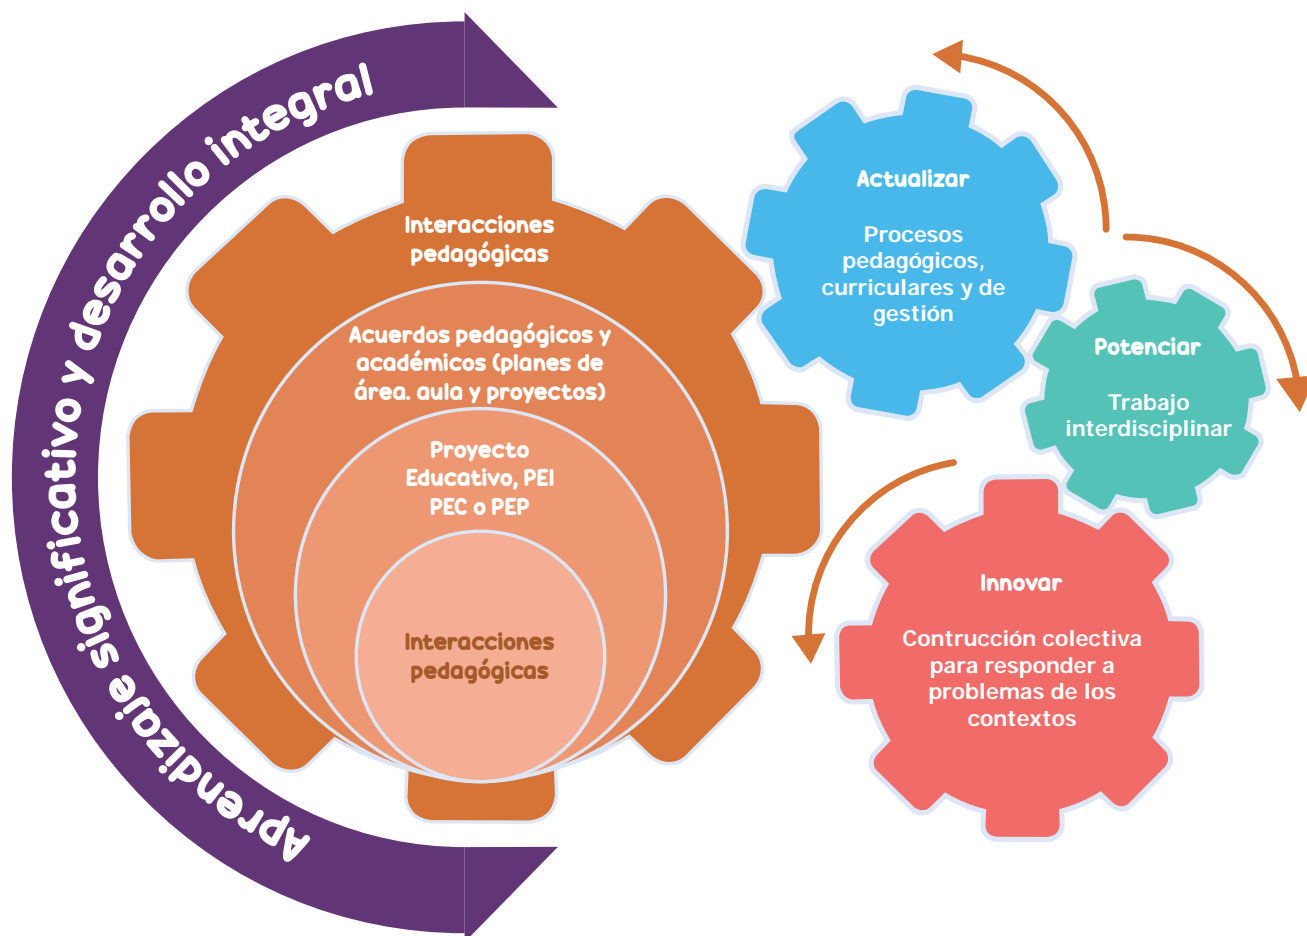 Aprendizaje significativo y desarrollo integral
Interacciones
pedagógicas
Acuerdos pedagógicos y
académicos (planes de
área. aula y proyectos)
Proyecto
Educativo, PEI
PEC o PEP
Interacciones
pedagógicas
Actualizar
Procesos
pedagógicos,
curriculares y de
gestión
Potenciar
Trabajo
interdisciplinar
Innovar
Contrucción colectiva
para responder a
problemas de los
contextos